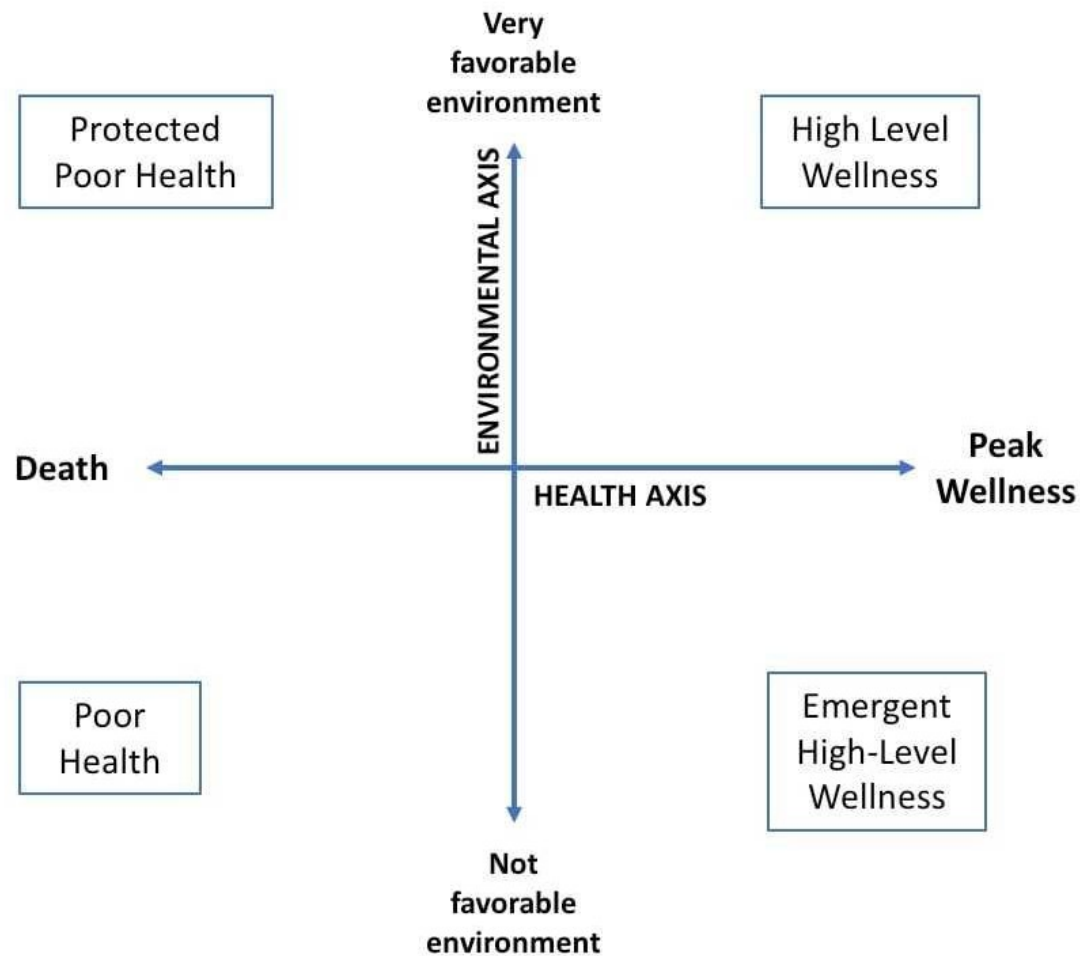 Very
favorable
environment
Protected
Poor Health
High Level
Wellness
ENVIRONMENTAL AXIS
Death
HEALTH AXIS
Peak
Wellness
Poor
Health
Emergent
High-Level
Wellness
Not
favorable
environment